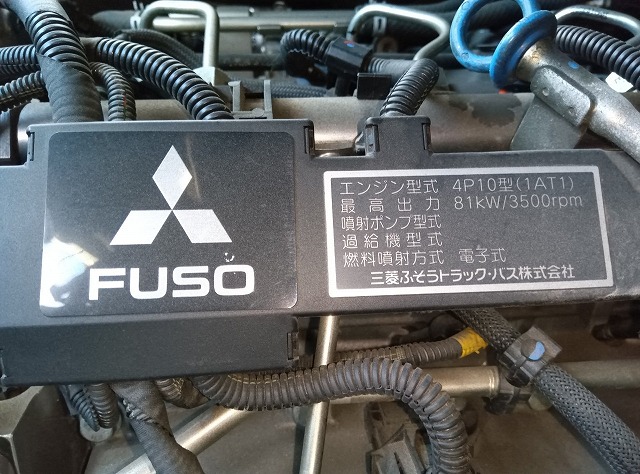 FUSO
エンジン型式 4P10型(1AT1)
最高出力 81kW/3500rpm
噴射ポンプ型式
過給機型式
燃料噴射方式 電子式
三菱ふそうトラック・バス株式会社